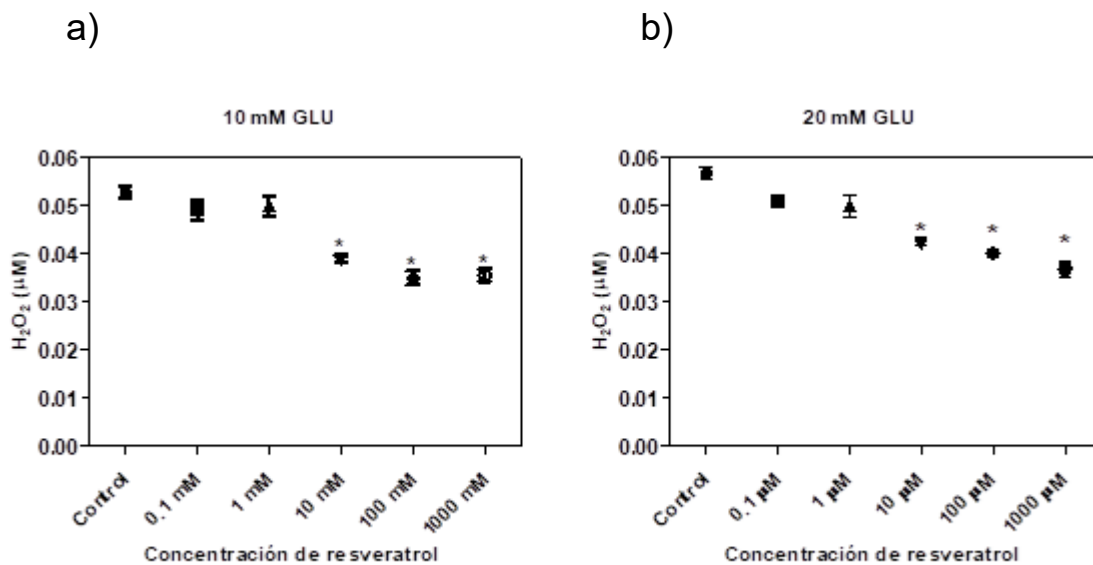 a)
b)
10 mM GLU
20 mM GLU
H₂O₂ (µM)
0.06
0.05
0.04
0.03
0.02
0.01
0.00
*
*
*
Control
0.1 mM
1 mM
10 mM
100 mM
1000 mM
Concentración de resveratrol
H₂O₂ (µM)
0.06
0.05
0.04
0.03
0.02
0.01
0.00
*
*
*
Control
0.1 µM
1 µM
10 µM
100 µM
1000 µM
Concentración de resveratrol